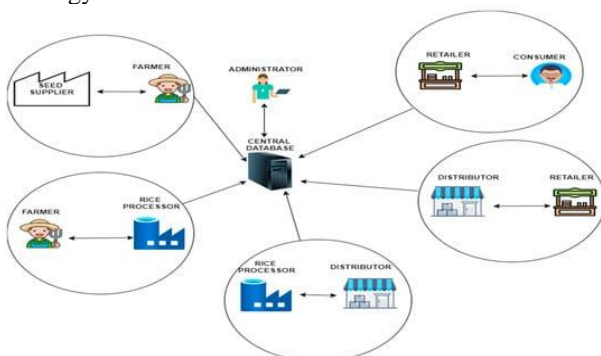 SEED
SUPPLIER
FARMER
ADMINISTRATOR
RETAILER
CONSUMER
CENTRAL
DATABASE
FARMER
RICE
PROCESSOR
DISTRIBUTOR
RETAILER
RICE
PROCESSOR
DISTRIBUTOR